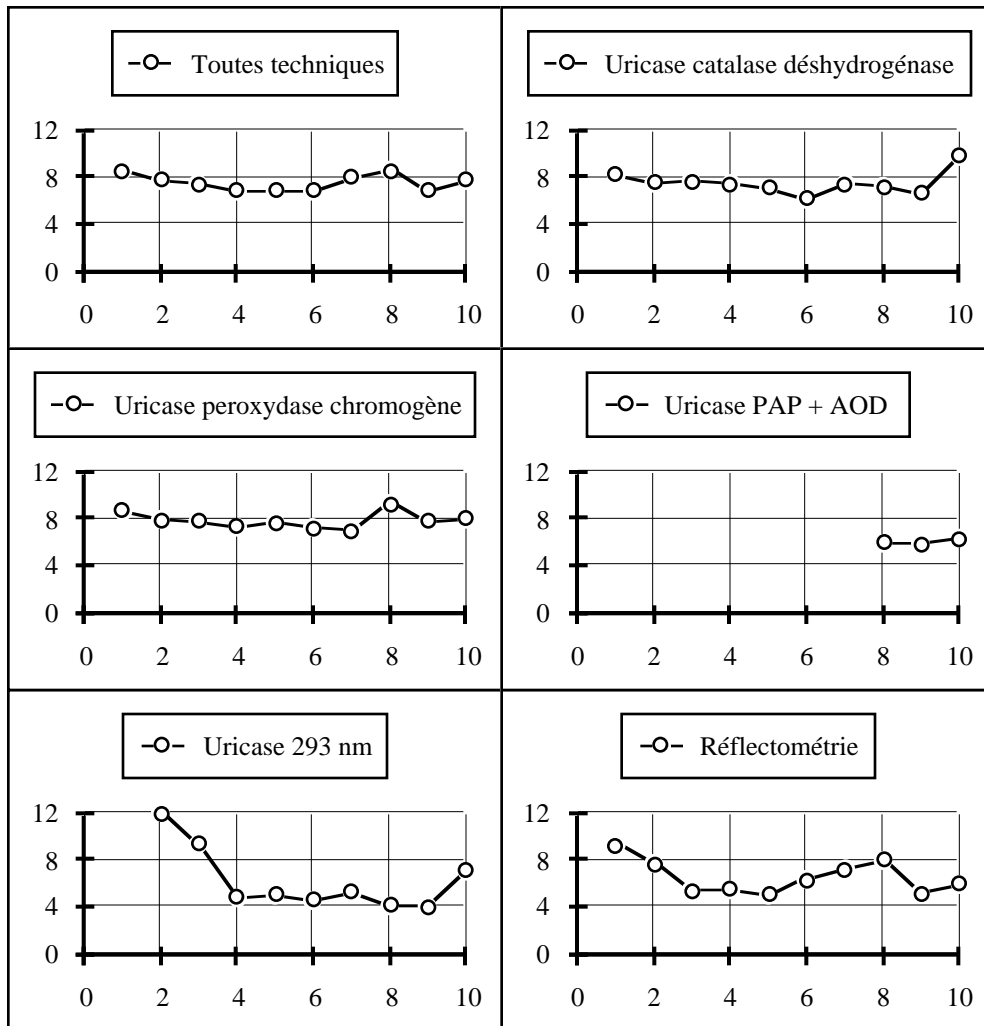 Toutes techniques
12
8
4
0
0 2 4 6 8 10
Uricase catalase déshydrogénase
12
8
4
0
0 2 4 6 8 10
Uricase peroxydase chromogène
12
8
4
0
0 2 4 6 8 10
Uricase PAP + AOD
12
8
4
0
0 2 4 6 8 10
Uricase 293 nm
12
8
4
0
0 2 4 6 8 10
Réflectométrie
12
8
4
0
0 2 4 6 8 10